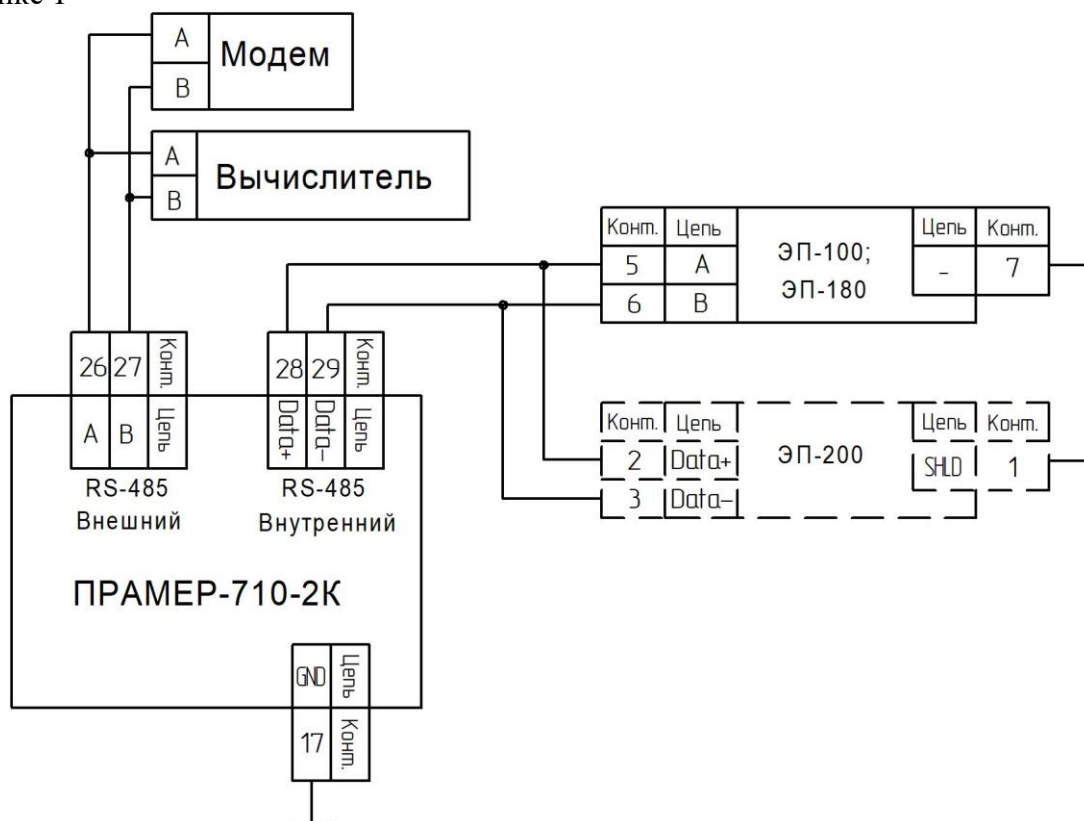 А
Модем
В
А
Вычислитель
В
Конт. Цепь
ЭП-100;
ЭП-180
Цепь Конт.
5 А
- 7
6 В
26 27 Конт.
А В Цепь
RS-485
Внешний
28 29 Конт.
Data+ Data- Цепь
RS-485
Внутренний
Конт. Цепь
ЭП-200
Цепь Конт.
2 Data+
SHLD 1
3 Data-
ПРАМЕР-710-2К
GND Цепь
17 Конт.